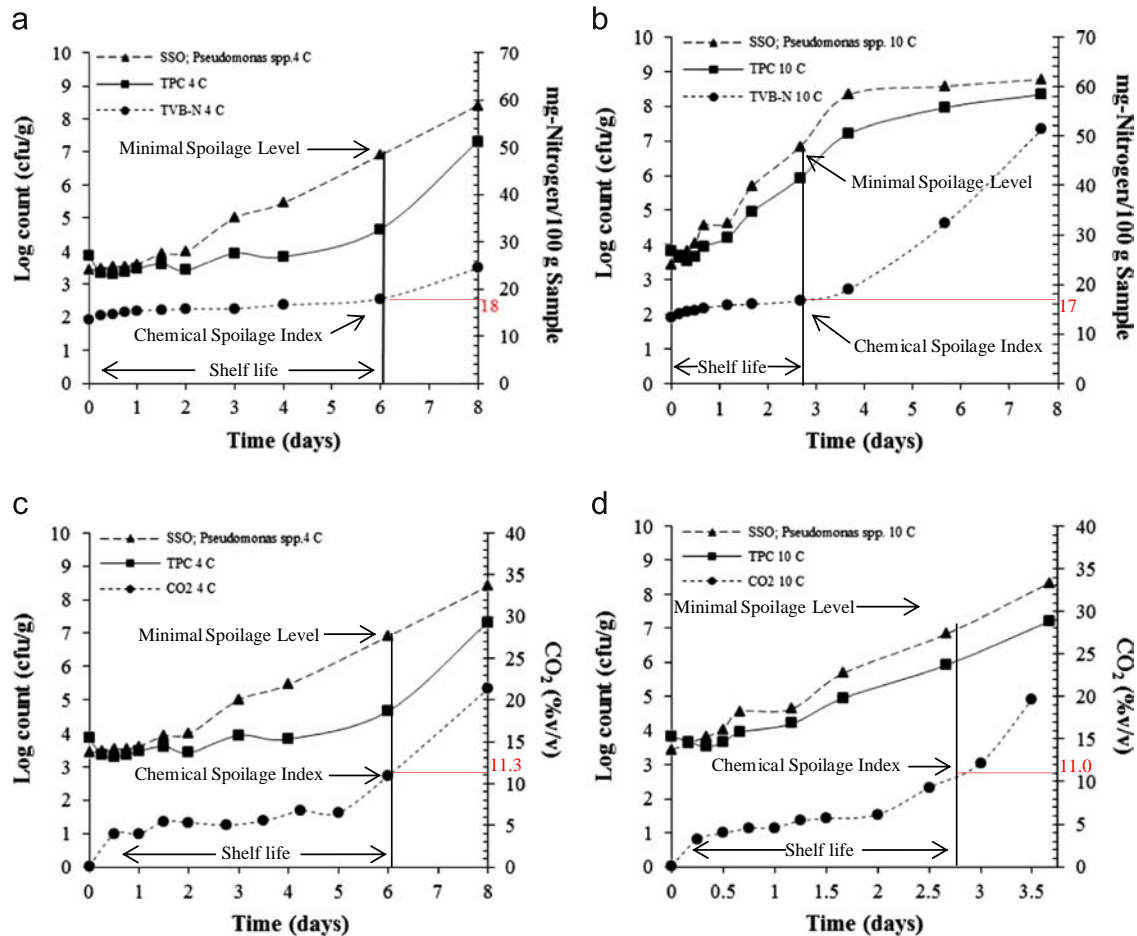 a
SSO; Pseudomonas spp.4 C
TPC 4 C
TVB-N 4 C
Minimal Spoilage Level
Chemical Spoilage Index
Shelf life
18
10
9
8
7
6
5
4
3
2
1
0
Log count (cfu/g)
70
60
50
40
30
20
10
0
mg-Nitrogen/100 g Sample
0 1 2 3 4 5 6 7 8
Time (days)
b
SSO; Pseudomonas spp. 10 C
TPC 10 C
TVB-N 10 C
Minimal Spoilage Level
17
Chemical Spoilage Index
Shelf life
10
9
8
7
6
5
4
3
2
1
0
Log count (cfu/g)
70
60
50
40
30
20
10
0
mg-Nitrogen/100 g Sample
0 1 2 3 4 5 6 7 8
Time (days)
c
SSO; Pseudomonas spp.4 C
TPC 4 C
CO2 4 C
Minimal Spoilage Level
11.3
Chemical Spoilage Index
Shelf life
10
9
8
7
6
5
4
3
2
1
0
Log count (cfu/g)
40
35
30
25
20
15
10
5
0
CO₂ (%v/v)
0 1 2 3 4 5 6 7 8
Time (days)
d
SSO; Pseudomonas spp. 10 C
TPC 10 C
CO2 10 C
Minimal Spoilage Level
Chemical Spoilage Index
11.0
Shelf life
10
9
8
7
6
5
4
3
2
1
0
Log count (cfu/g)
40
35
30
25
20
15
10
5
0
CO₂ (%v/v)
0 0.5 1 1.5 2 2.5 3 3.5
Time (days)